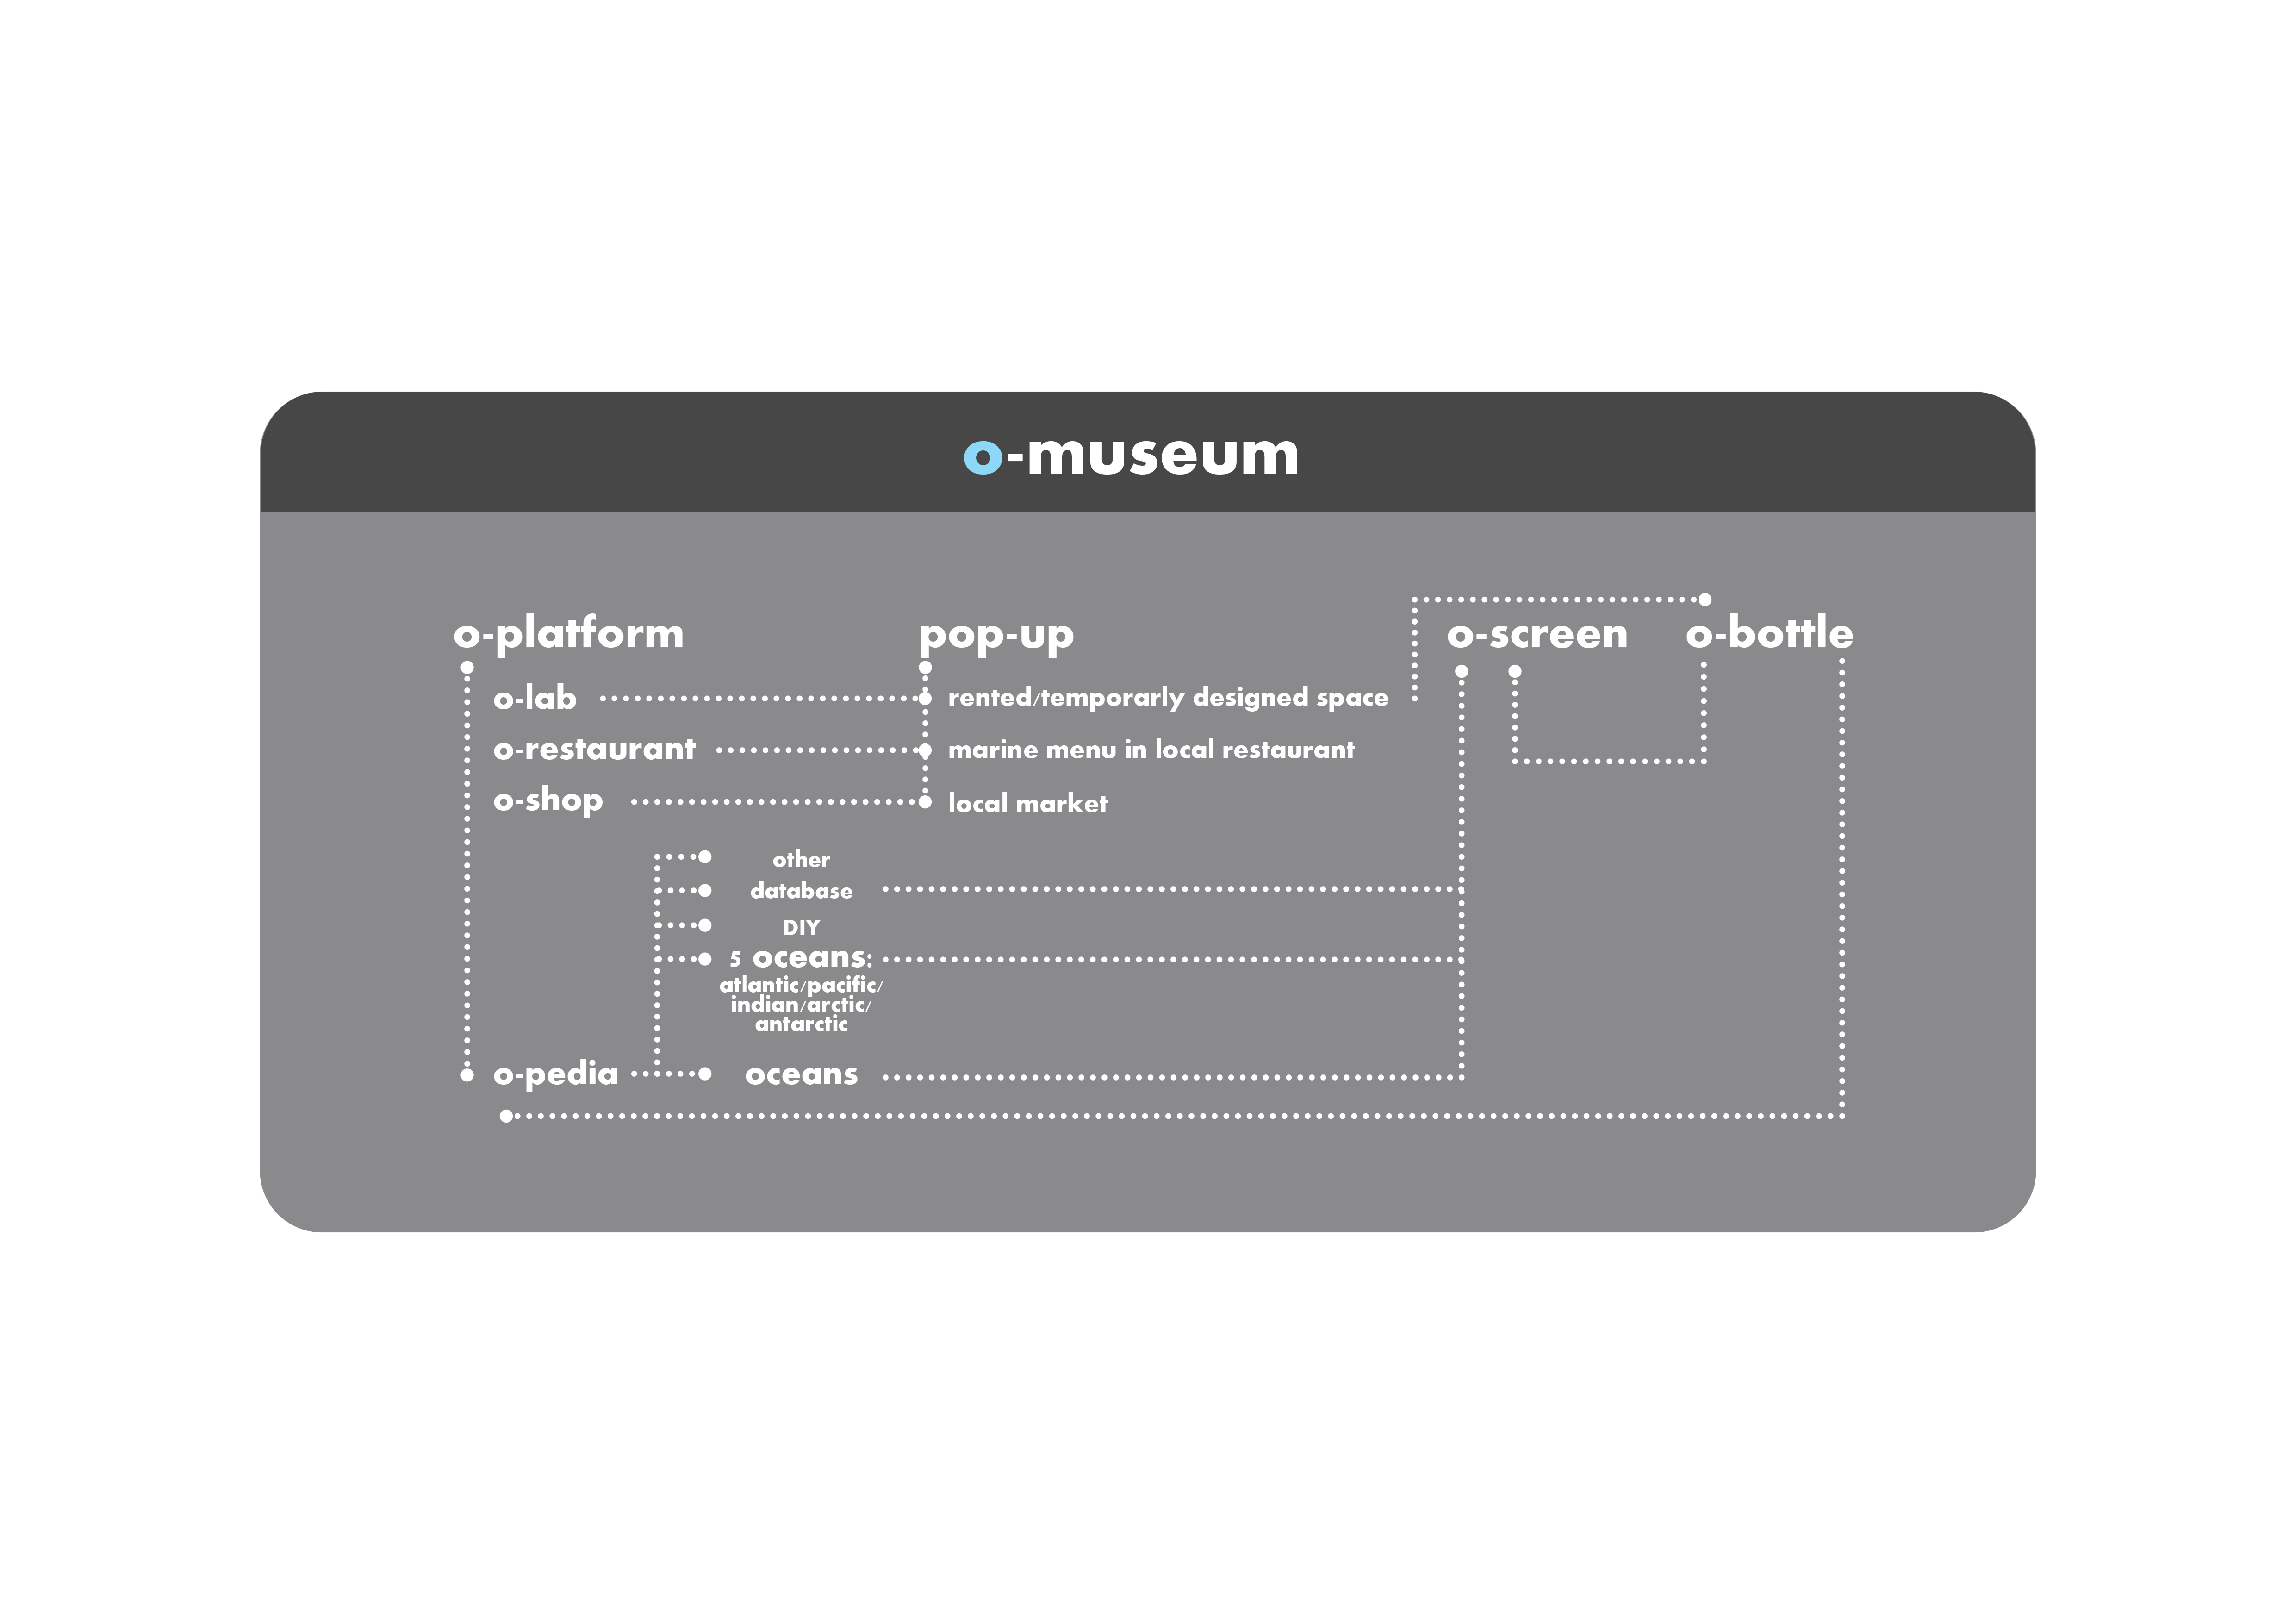 o-museum
o-platform
pop-up
o-screen
o-bottle
o-lab
rented/temporarly designed space
o-restaurant
marine menu in local restaurant
o-shop
local market
other
database
DIY
5 oceans:
atlantic/pacific/
indian/arctic/
antarctic
o-pedia
oceans